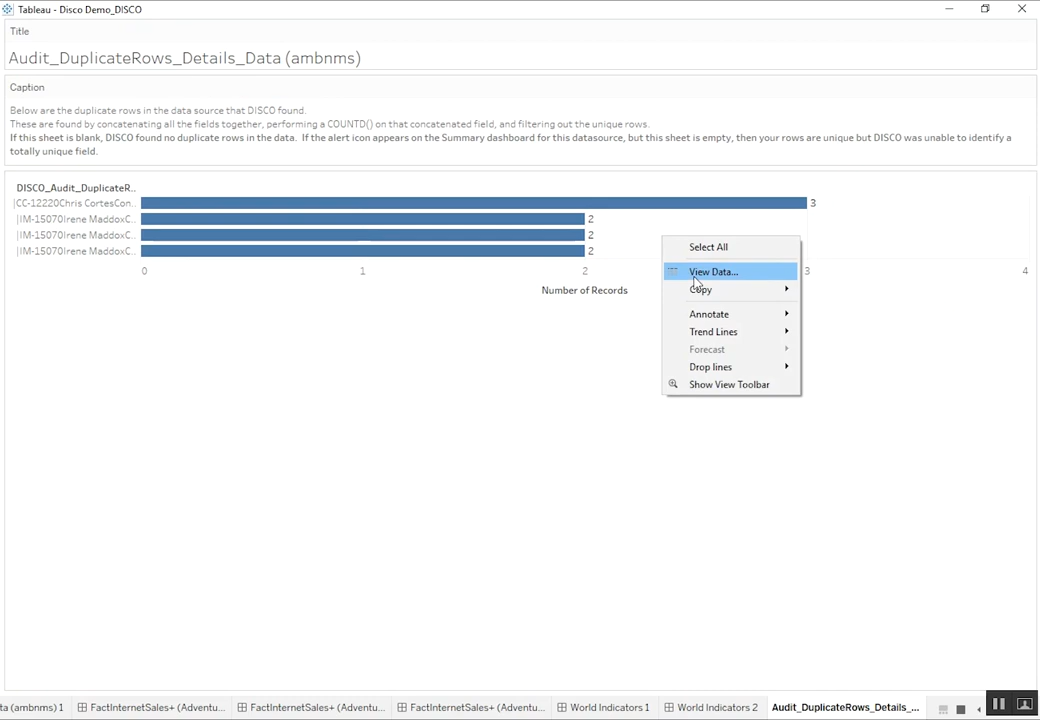 Tableau - Disco Demo_DISCO
Title
Audit_DuplicateRows_Details_Data (ambnms)
Caption
Below are the duplicate rows in the data source that DISCO found.
These are found by concatenating all the fields together, performing a COUNTD() on that concatenated field, and filtering out the unique rows.
If this sheet is blank, DISCO found no duplicate rows in the data. If the alert icon appears on the Summary dashboard for this datasource, but this sheet is empty, then your rows are unique but DISCO was unable to identify a
totally unique field.
DISCO_Audit_DuplicateR..
|CC-12220Chris CortesCon.. 3
|IM-15070Irene MaddoxC.. 2
|IM-15070Irene MaddoxC.. 2
|IM-15070Irene MaddoxC.. 2
0 1 2 3 4
Number of Records
Select All
View Data...
Copy
Annotate
Trend Lines
Forecast
Drop lines
Show View Toolbar
ta (ambnms) 1 FactInternetSales+ (Adventu... FactInternetSales+ (Adventu... FactInternetSales+ (Adventu... World Indicators 1 World Indicators 2 Audit_DuplicateRows_Details_...